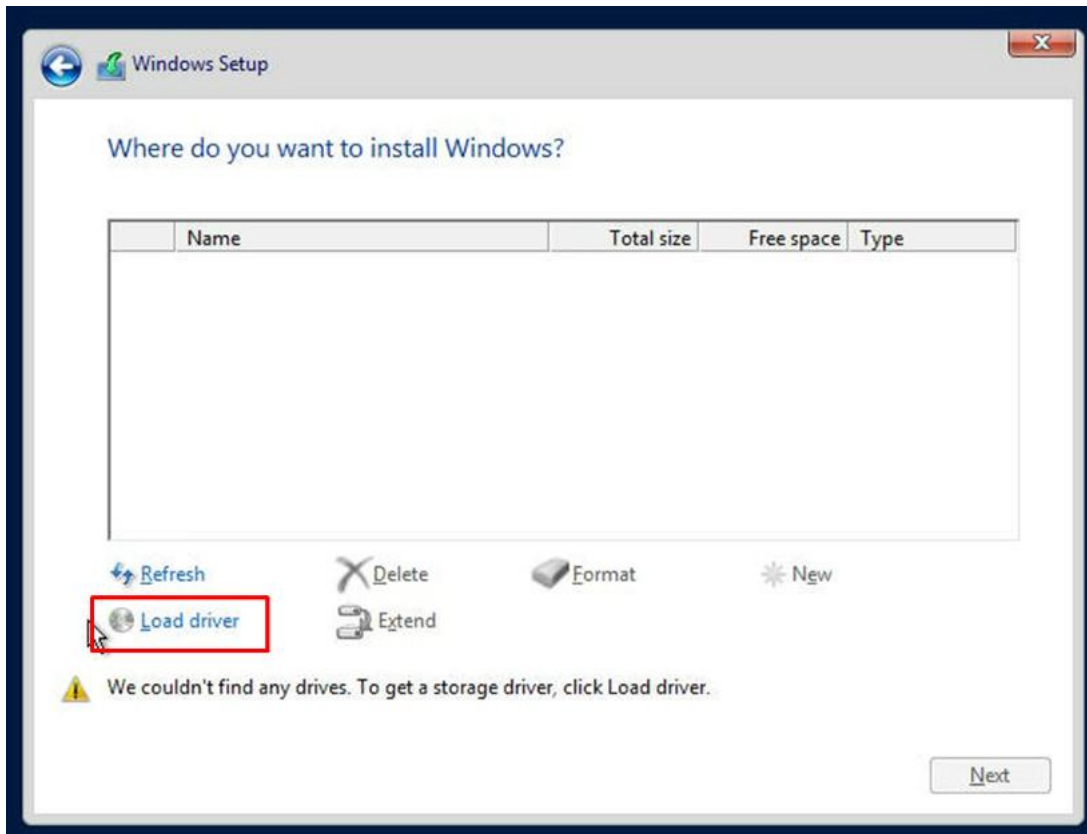 Windows Setup
Where do you want to install Windows?
Name Total size Free space Type
Refresh Delete Format New
Load driver Extend
We couldn't find any drives. To get a storage driver, click Load driver.
Next